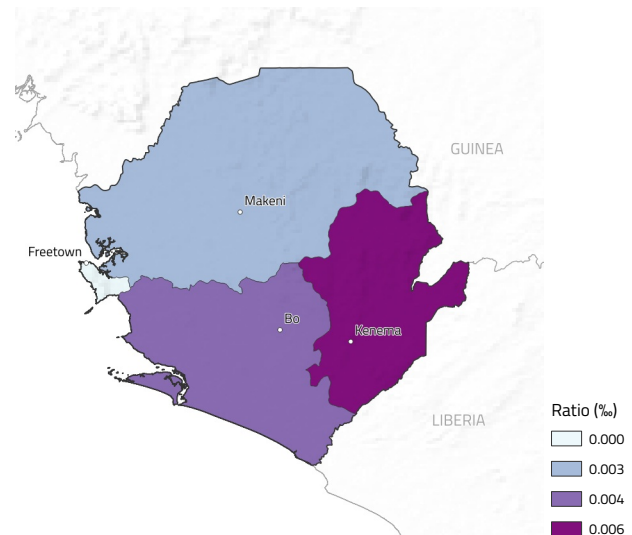 GUINEA
Makeni
Freetown
Bo
Kenema
LIBERIA
Ratio (‰)
0.000
0.003
0.004
0.006